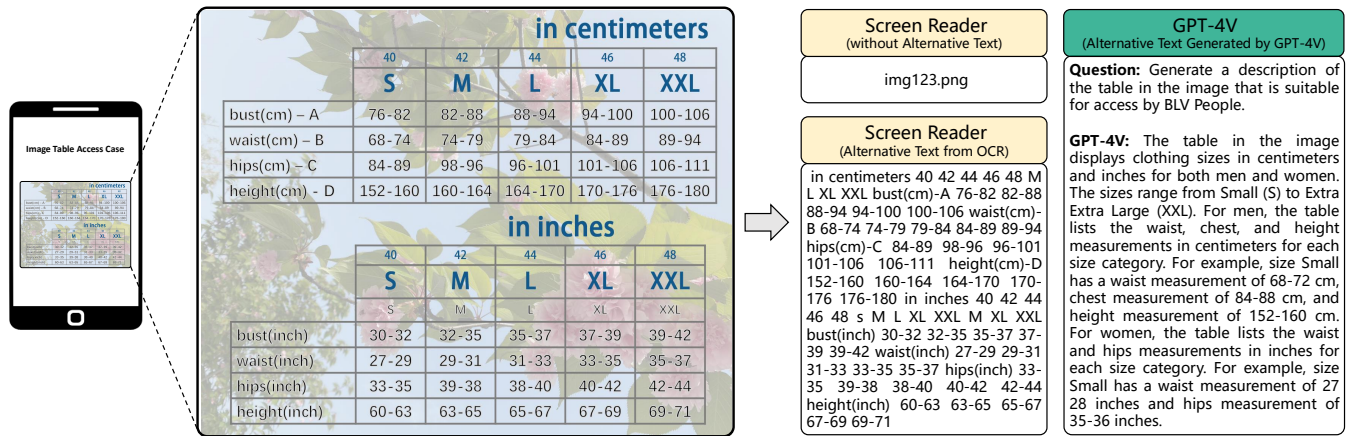 Image Table Access Case
in centimeters
40 42 44 46 48
S M L XL XXL
bust(cm) – A 76-82 82-88 88-94 94-100 100-106
waist(cm) – B 68-74 74-79 79-84 84-89 89-94
hips(cm) – C 84-89 98-96 96-101 101-106 106-111
height(cm) - D 152-160 160-164 164-170 170-176 176-180
in inches
40 42 44 46 48
S M L XL XXL
S M L XL XXL
bust(inch) 30-32 32-35 35-37 37-39 39-42
waist(inch) 27-29 29-31 31-33 33-35 35-37
hips(inch) 33-35 39-38 38-40 40-42 42-44
height(inch) 60-63 63-65 65-67 67-69 69-71
Screen Reader
(without Alternative Text)
img123.png
Screen Reader
(Alternative Text from OCR)
in centimeters 40 42 44 46 48 M
L XL XXL bust(cm)-A 76-82 82-88
88-94 94-100 100-106 waist(cm)-
B 68-74 74-79 79-84 84-89 89-94
hips(cm)-C 84-89 98-96 96-101
101-106 106-111 height(cm)-D
152-160 160-164 164-170 170-
176 176-180 in inches 40 42 44
46 48 s M L XL XXL M XL XXL
bust(inch) 30-32 32-35 35-37 37-
39 39-42 waist(inch) 27-29 29-31
31-33 33-35 35-37 hips(inch) 33-
35 39-38 38-40 40-42 42-44
height(inch) 60-63 63-65 65-67
67-69 69-71
GPT-4V
(Alternative Text Generated by GPT-4V)
Question: Generate a description of
the table in the image that is suitable
for access by BLV People.
GPT-4V: The table in the image
displays clothing sizes in centimeters
and inches for both men and women.
The sizes range from Small (S) to Extra
Extra Large (XXL). For men, the table
lists the waist, chest, and height
measurements in centimeters for each
size category. For example, size Small
has a waist measurement of 68-72 cm,
chest measurement of 84-88 cm, and
height measurement of 152-160 cm.
For women, the table lists the waist
and hips measurements in inches for
each size category. For example, size
Small has a waist measurement of 27
28 inches and hips measurement of
35-36 inches.